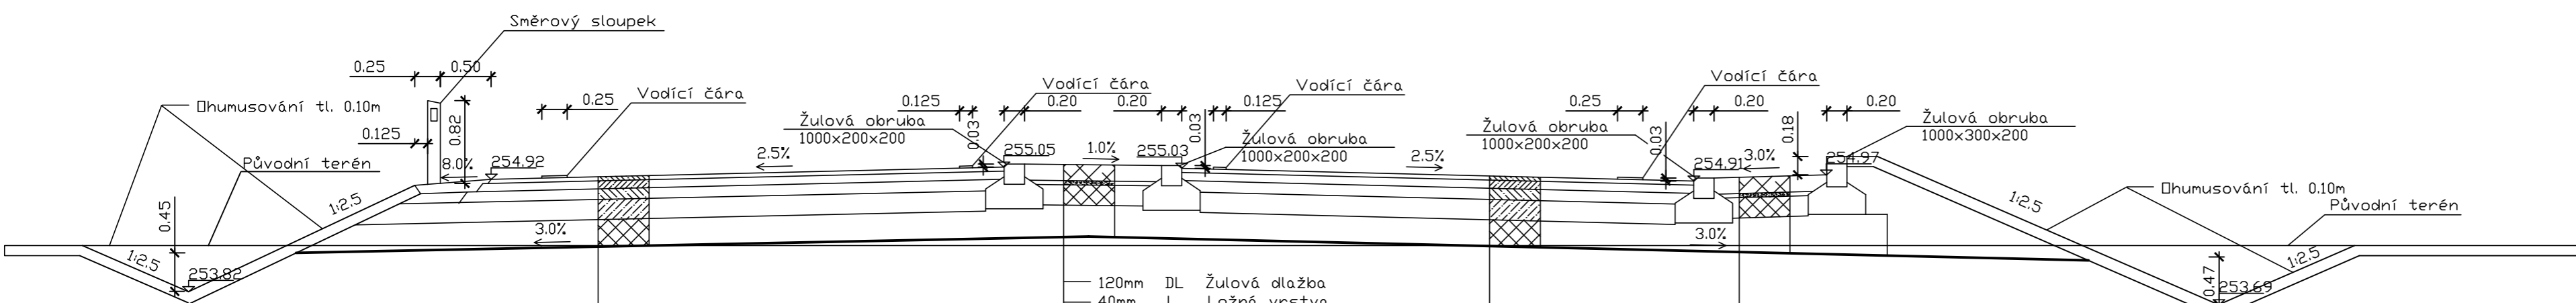 Směrový sloupek
0.25
0.50
Ohumusování tl. 0.10m
0.25
Vodící čára
0.125
0.82
8.0%
254.92
Původní terén
1:2.5
0.45
1:2.5
253.82
3.0%
2.5%
0.125
Žulová obruba
1000x200x200
0.03
Vodící čára
0.20
0.20
255.05
1.0%
255.03
0.03
0.125
Vodící čára
Žulová obruba
1000x200x200
2.5%
0.25
Vodící čára
0.20
Žulová obruba
1000x200x200
0.03
254.91
3.0%
0.18
0.20
254.97
Žulová obruba
1000x300x200
3.0%
1:2.5
Ohumusování tl. 0.10m
Původní terén
1:2.5
0.47
253.69
120mm DL Žulová dlažba
40mm L Ložná vrstva